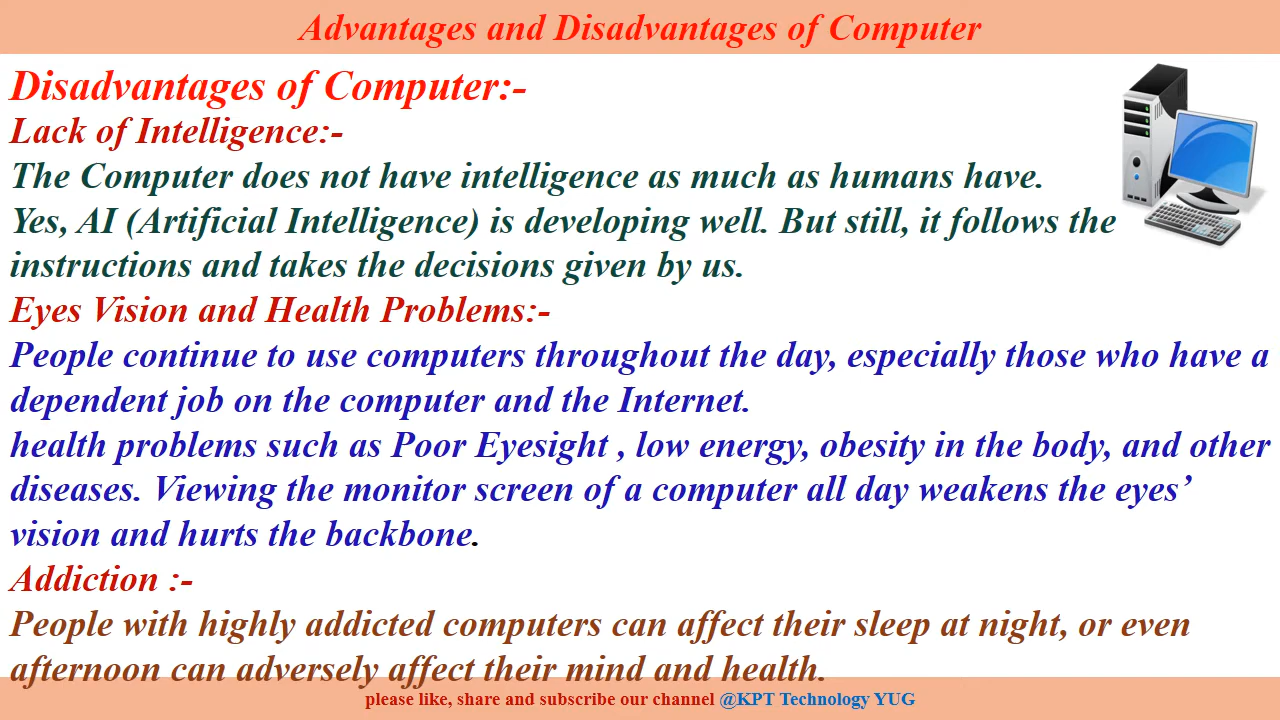 Advantages and Disadvantages of Computer
Disadvantages of Computer:-
Lack of Intelligence:-
The Computer does not have intelligence as much as humans have.
Yes, AI (Artificial Intelligence) is developing well. But still, it follows the
instructions and takes the decisions given by us.
Eyes Vision and Health Problems:-
People continue to use computers throughout the day, especially those who have a
dependent job on the computer and the Internet.
health problems such as Poor Eyesight , low energy, obesity in the body, and other
diseases. Viewing the monitor screen of a computer all day weakens the eyes’
vision and hurts the backbone.
Addiction :-
People with highly addicted computers can affect their sleep at night, or even
afternoon can adversely affect their mind and health.
please like, share and subscribe our channel @KPT Technology YUG